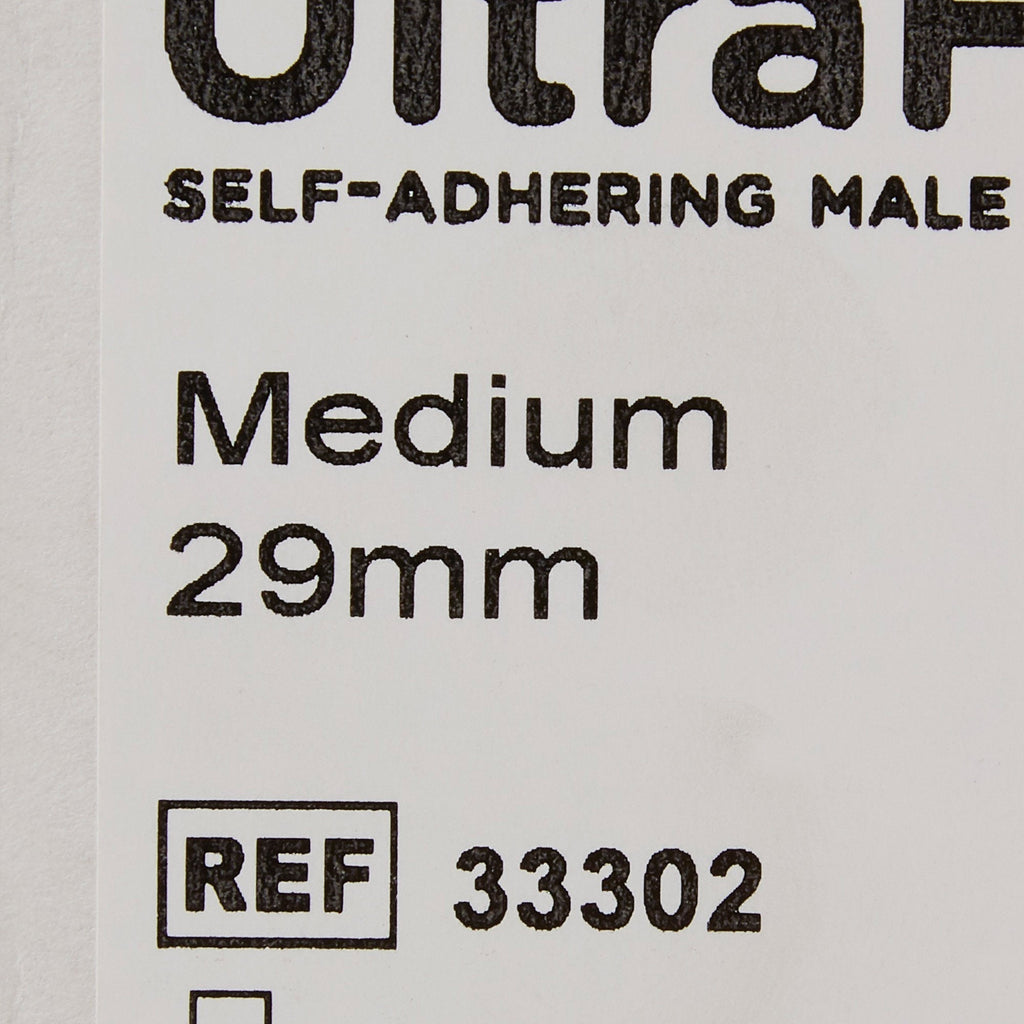 SELF-ADHERING MALE
Medium
29mm
REF 33302